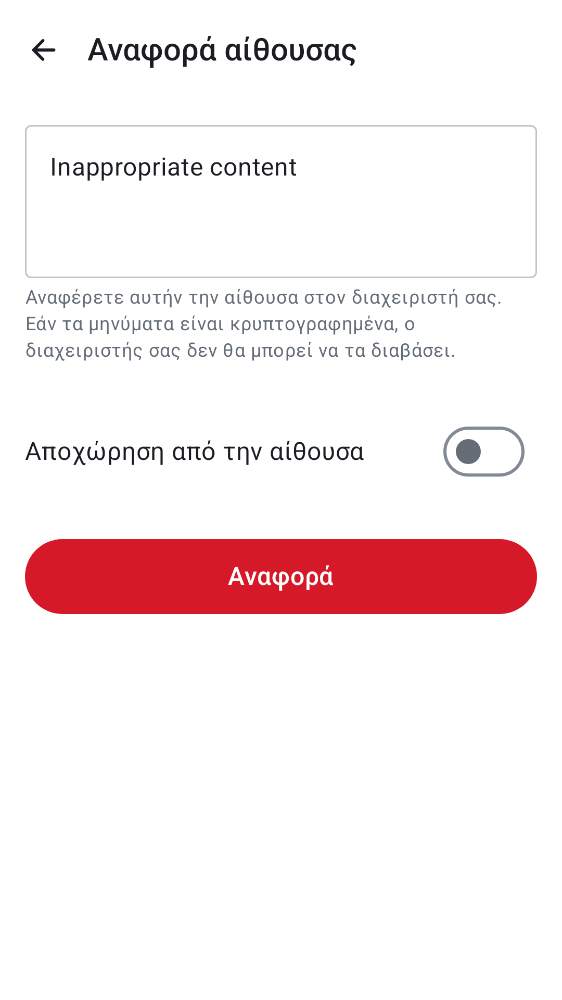 Αναφορά αίθουσας
Inappropriate content
Αναφέρετε αυτήν την αίθουσα στον διαχειριστή σας.
Εάν τα μηνύματα είναι κρυπτογραφημένα, ο
διαχειριστής σας δεν θα μπορεί να τα διαβάσει.
Αποχώρηση από την αίθουσα
Αναφορά